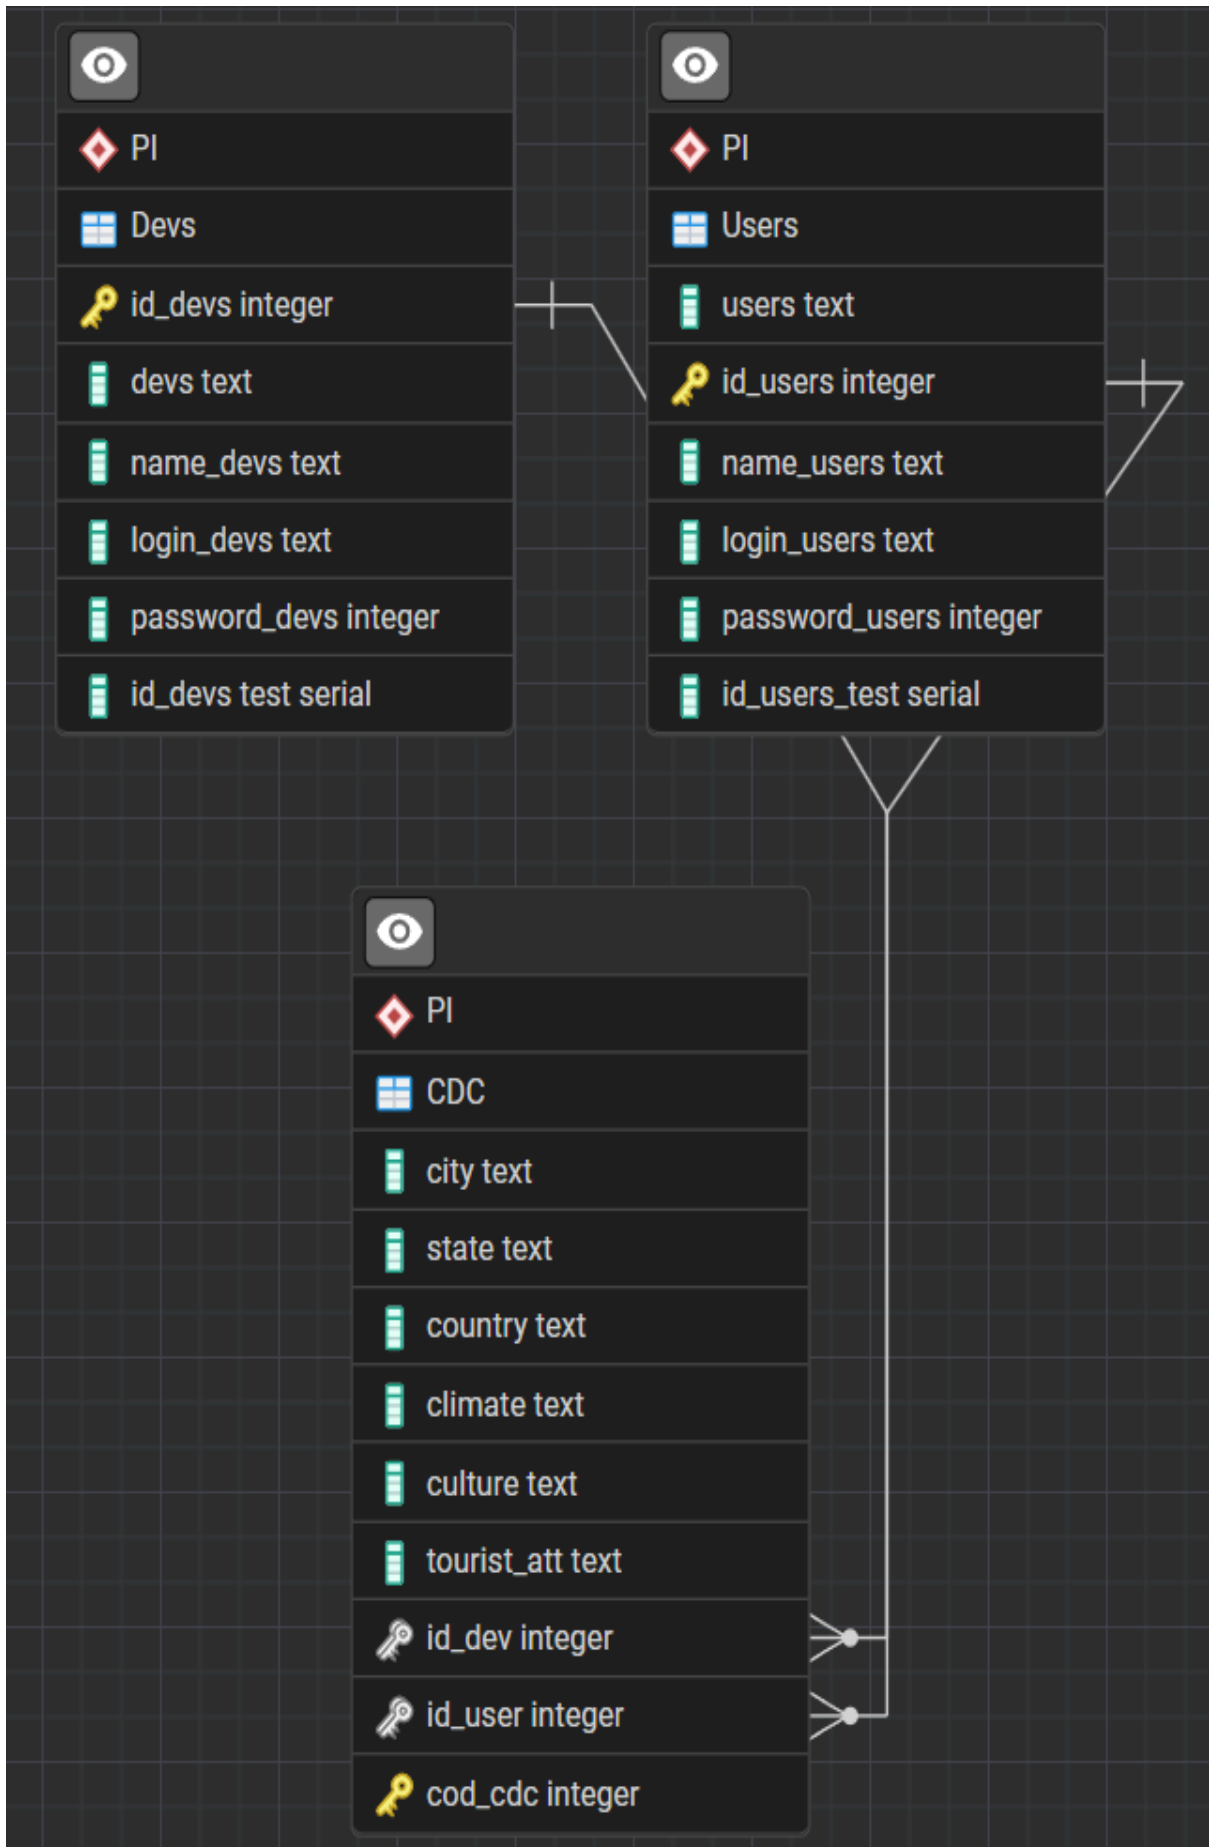 PI
Devs
id_devs integer
devs text
name_devs text
login_devs text
password_devs integer
id_devs test serial
PI
Users
users text
id_users integer
name_users text
login_users text
password_users integer
id_users_test serial
PI
CDC
city text
state text
country text
climate text
culture text
tourist_att text
id_dev integer
id_user integer
cod_cdc integer